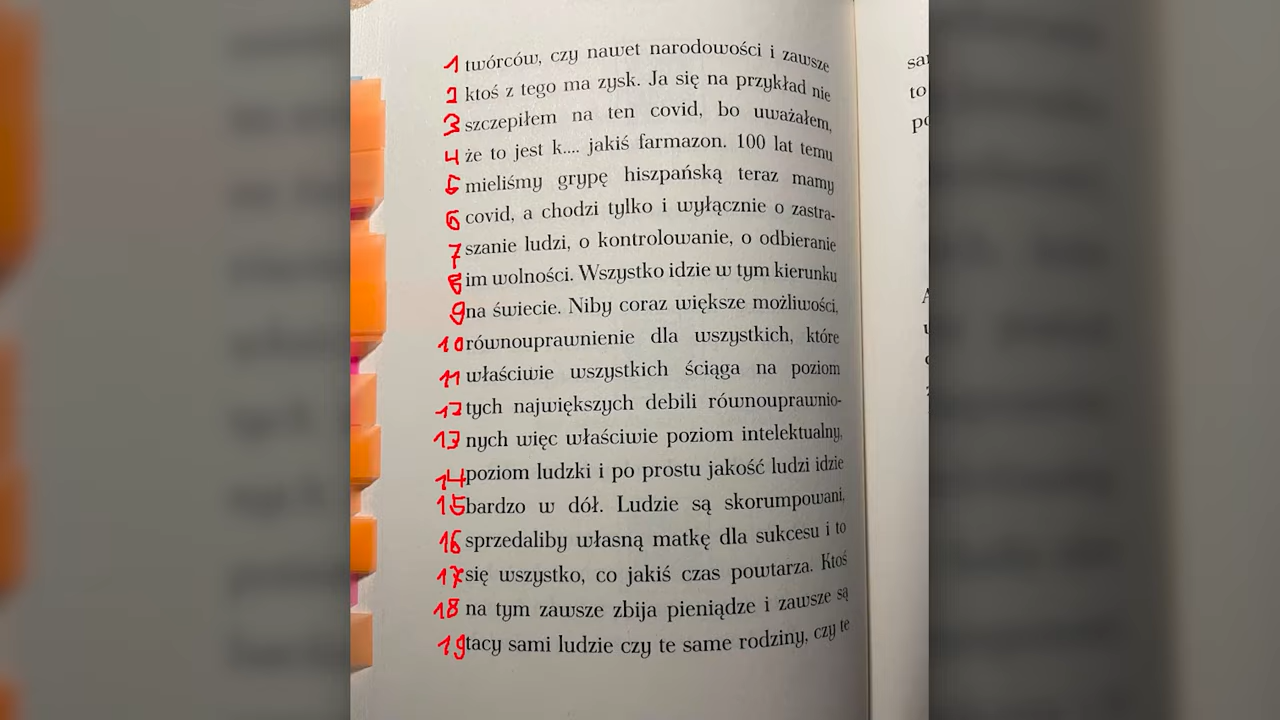 1 twórców, czy nawet narodowości i zawsze
2 ktoś z tego ma zysk. Ja się na przykład nie
3 szczepiłem na ten covid, bo uważałem,
4 że to jest k.... jakiś farmazon. 100 lat temu
5 mieliśmy grypę hiszpańską teraz mamy
6 covid, a chodzi tylko i wyłącznie o zastra-
7 szanie ludzi, o kontrolowanie, o odbieranie
8 im wolności. Wszystko idzie w tym kierunku
9 na świecie. Niby coraz większe możliwości,
10 równouprawnienie dla wszystkich, które
11 właściwie wszystkich ściąga na poziom
12 tych największych debili równouprawnio-
13 nych więc właściwie poziom intelektualny,
14 poziom ludzki i po prostu jakość ludzi idzie
15 bardzo w dół. Ludzie są skorumpowani,
16 sprzedaliby własną matkę dla sukcesu i to
17 się wszystko, co jakiś czas powtarza. Ktoś
18 na tym zawsze zbija pieniądze i zawsze są
19 tacy sami ludzie czy te same rodziny, czy te
to